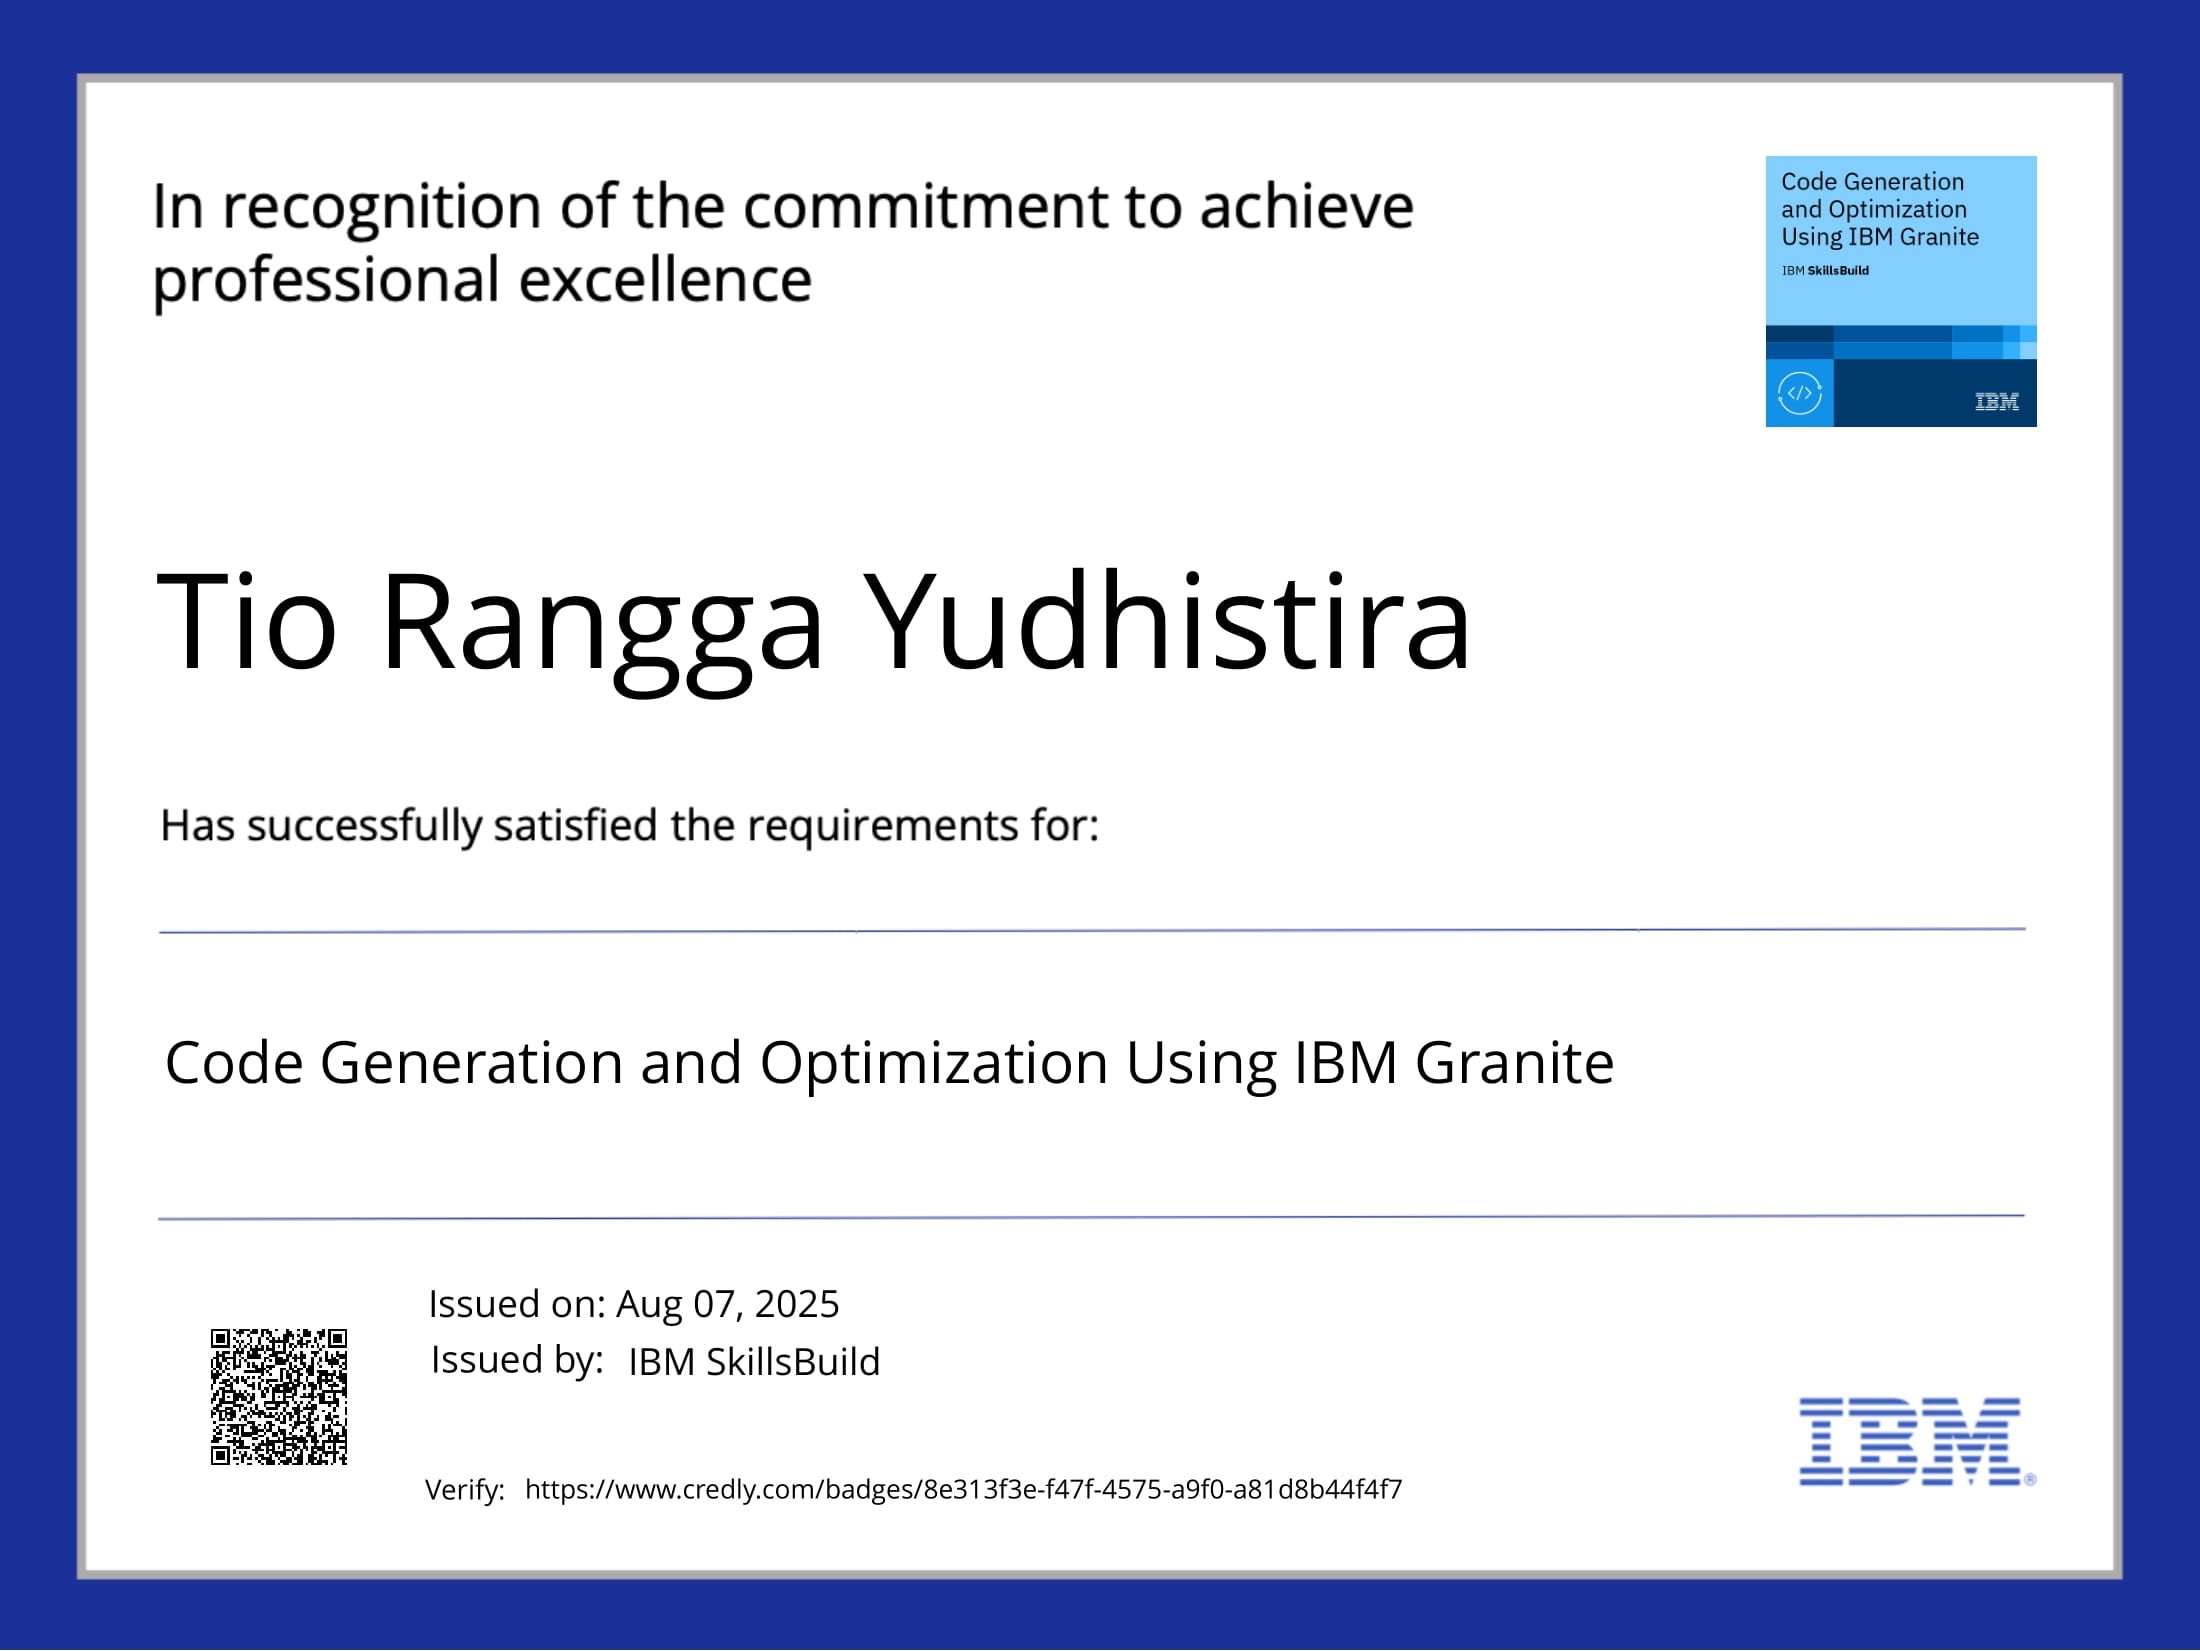 In recognition of the commitment to achieve
professional excellence
Code Generation
and Optimization
Using IBM Granite
IBM SkillsBuild
</>
IBM
Tio Rangga Yudhistira
Has successfully satisfied the requirements for:
Code Generation and Optimization Using IBM Granite
Issued on: Aug 07, 2025
Issued by: IBM SkillsBuild
Verify: https://www.credly.com/badges/8e313f3e-f47f-4575-a9f0-a81d8b44f4f7
IBM®